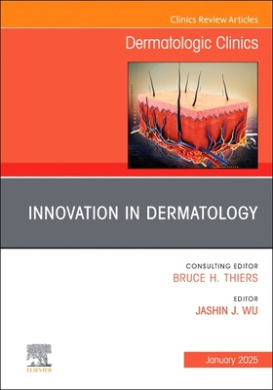 Clinics Review Articles
Dermatologic Clinics
INNOVATION IN DERMATOLOGY
CONSULTING EDITOR
BRUCE H. THIERS
EDITOR
JASHIN J. WU
ELSEVIER
January 2025